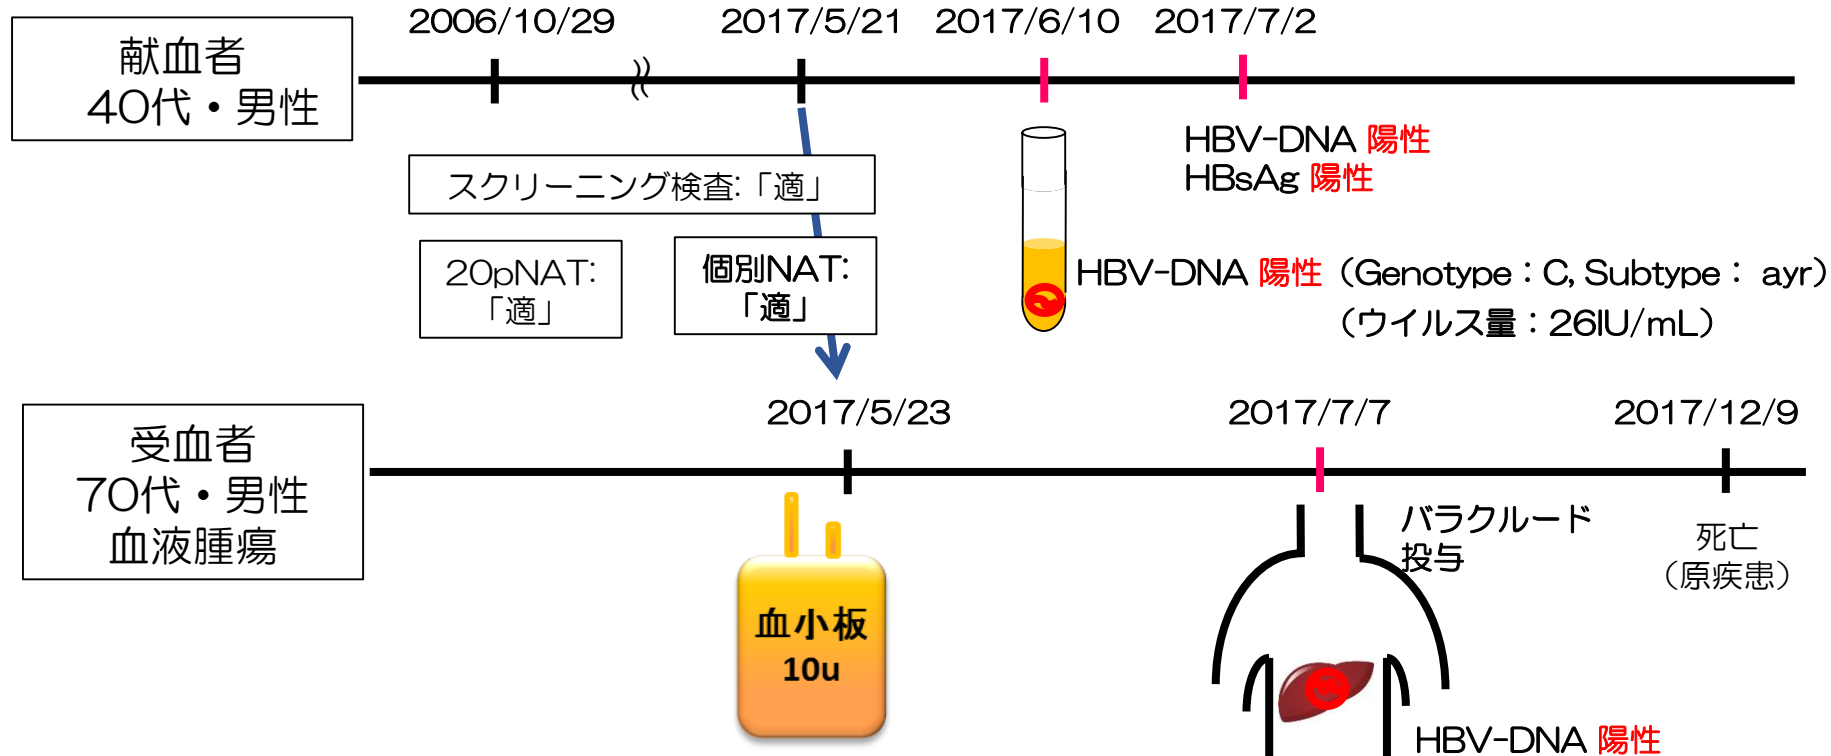 2006/10/29
2017/5/21
2017/6/10
2017/7/2
献血者
40代・男性
スクリーニング検査:「適」
20pNAT:
「適」
個別NAT:
「適」
HBV-DNA 陽性
HBsAg 陽性
HBV-DNA 陽性（Genotype：C, Subtype： ayr）
（ウイルス量：26IU/mL）
2017/5/23
2017/7/7
2017/12/9
受血者
70代・男性
血液腫瘍
血小板
10u
バラクルード
投与
死亡
（原疾患）
HBV-DNA 陽性